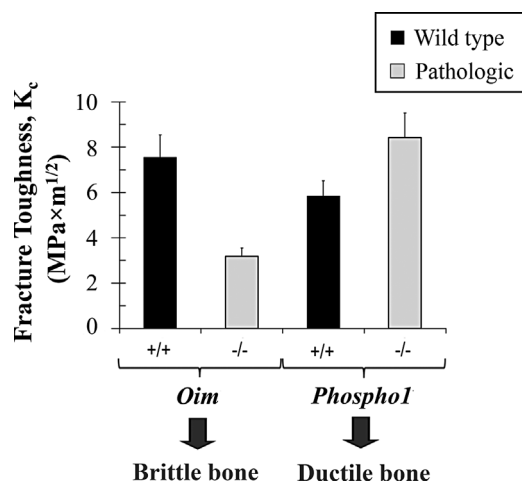 Wild type
Pathologic
Fracture Toughness, Kc
(MPa×m1/2)
10
8
6
4
2
0
+/+
-/-
+/+
-/-
Oim
Phospho1
Brittle bone
Ductile bone